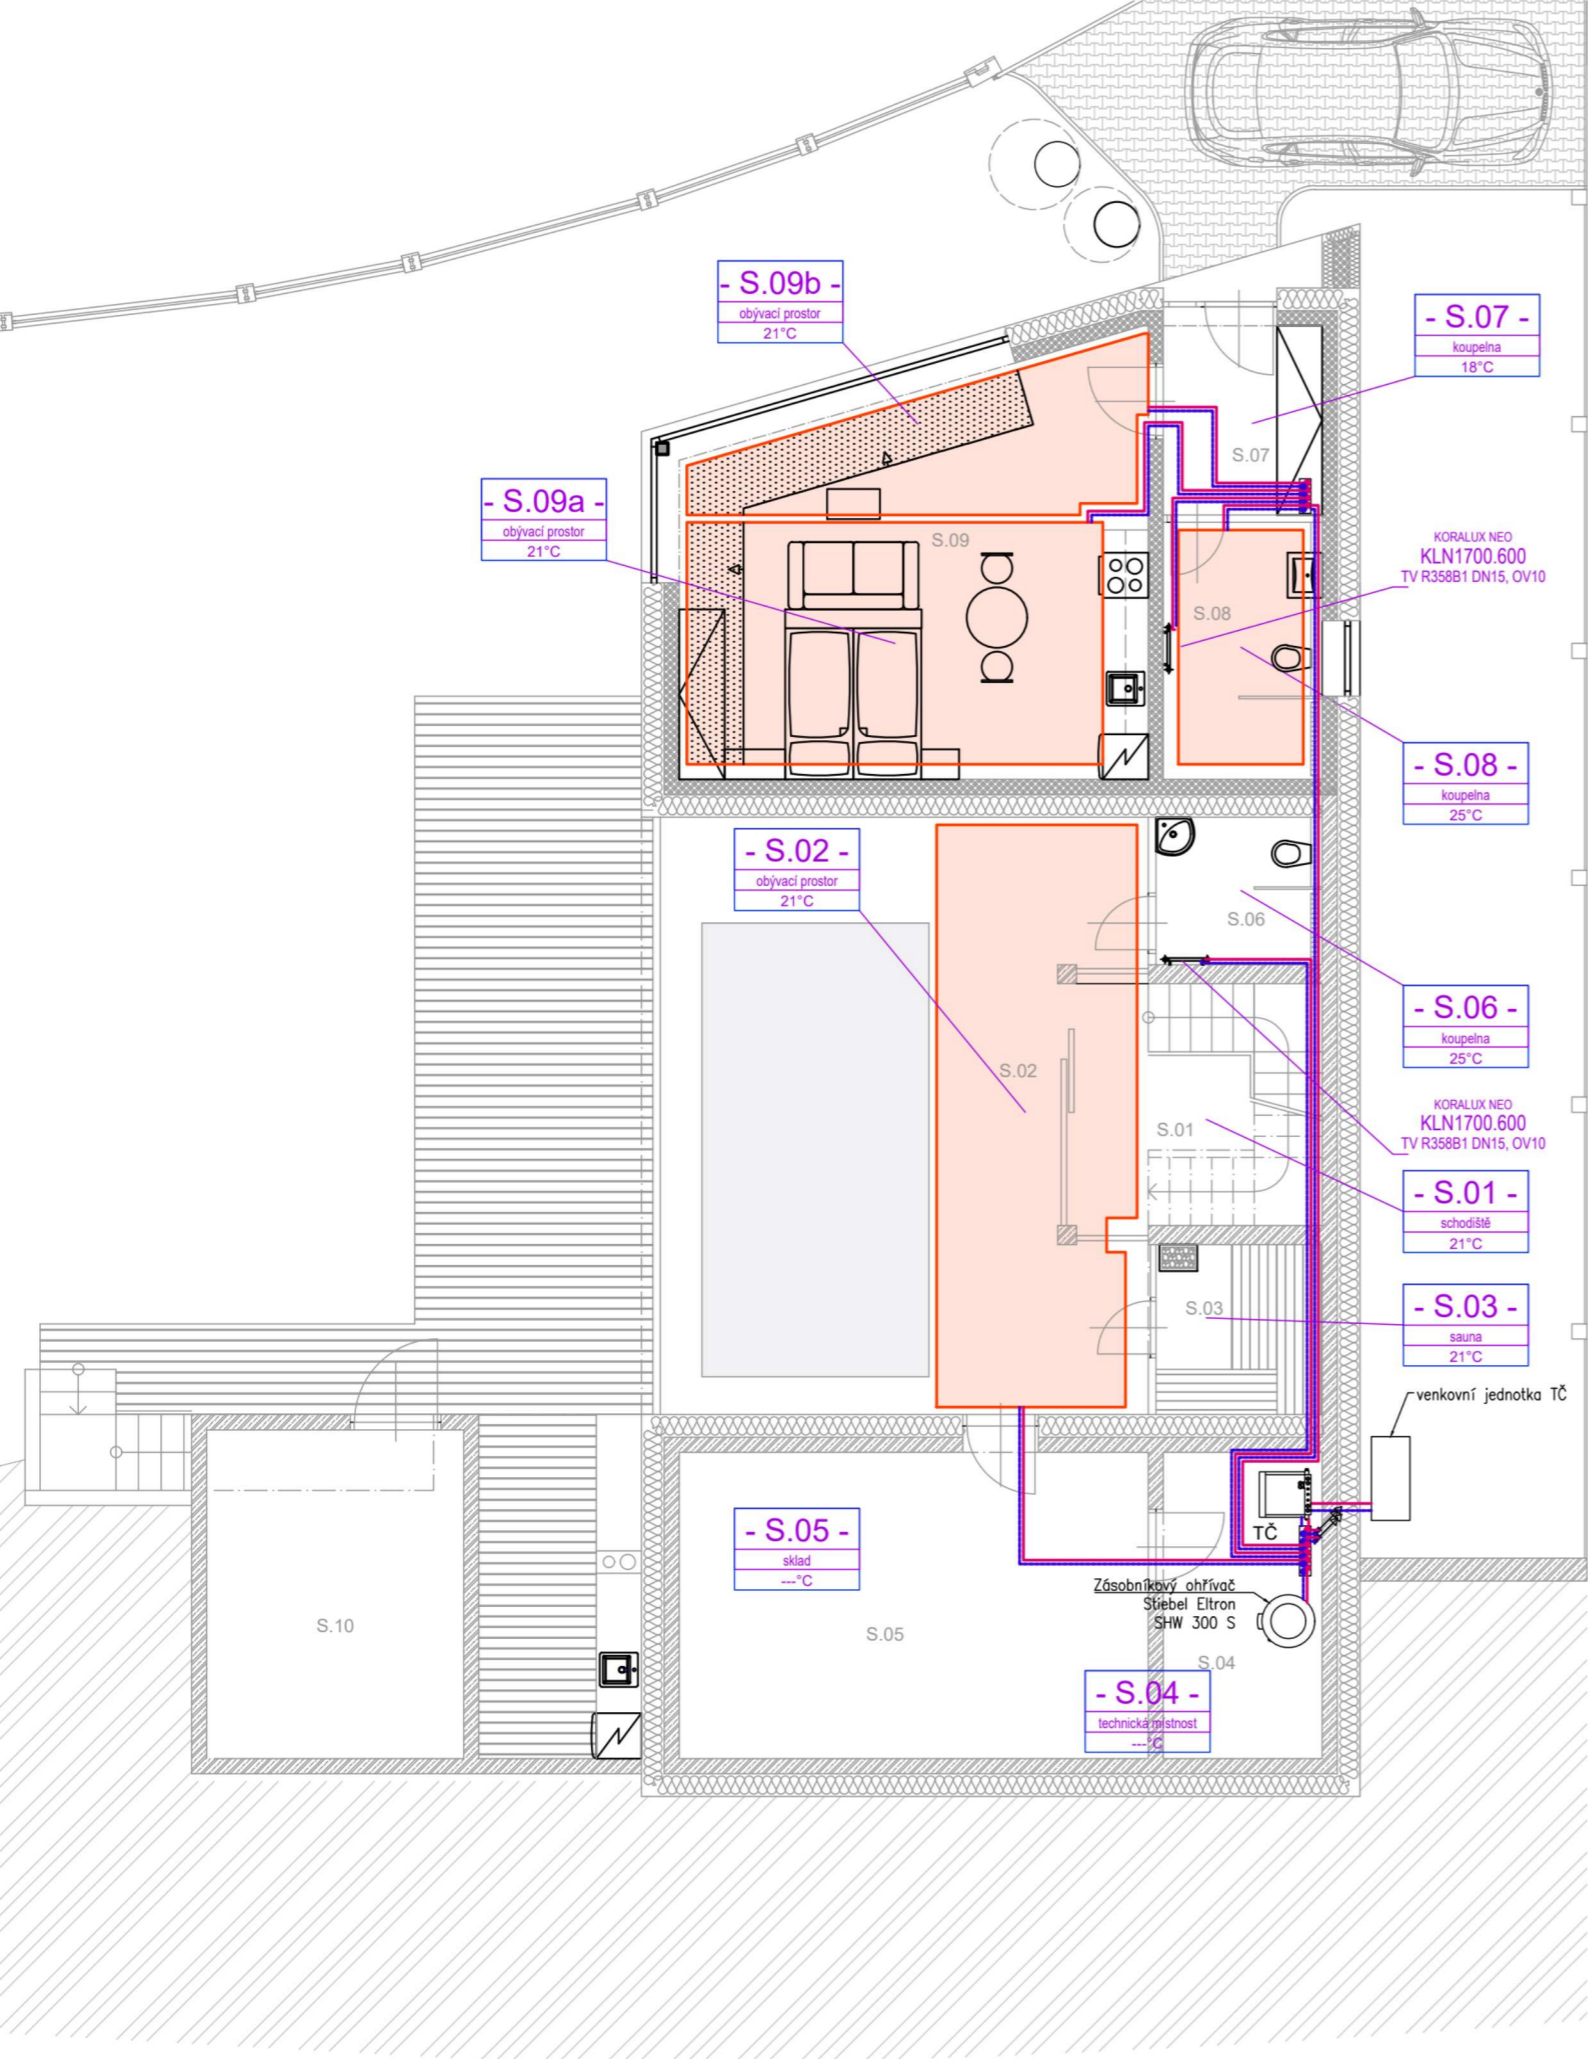 - S.09b -
obývací prostor
21°C
- S.07 -
koupelna
18°C
S.07
- S.09a -
obývací prostor
21°C
S.09
KORALUX NEO
KLN1700.600
TV R358B1 DN15, OV10
S.08
- S.08 -
koupelna
25°C
- S.02 -
obývací prostor
21°C
S.06
- S.06 -
koupelna
25°C
S.02
KORALUX NEO
KLN1700.600
TV R358B1 DN15, OV10
S.01
- S.01 -
schodiště
21°C
S.03
- S.03 -
sauna
21°C
venkovní jednotka TČ
- S.05 -
sklad
---°C
TČ
Zásobníkový ohřívač
Stiebel Eltron
SHW 300 S
S.10
S.05
S.04
- S.04 -
technická místnost
---°C